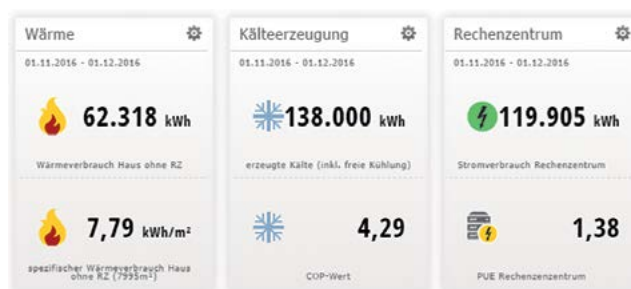 Wärme
01.11.2016 - 01.12.2016
62.318 kWh
Wärmeverbrauch Haus ohne RZ
7,79 kWh/m²
spezifischer Wärmeverbrauch Haus
ohne RZ (7995m²)
Kälteerzeugung
01.11.2016 - 01.12.2016
138.000 kWh
erzeugte Kälte (inkl. freie Kühlung)
4,29
COP-Wert
Rechenzentrum
01.11.2016 - 01.12.2016
119.905 kWh
Stromverbrauch Rechenzentrum
1,38
PUE Rechenzenzentrum